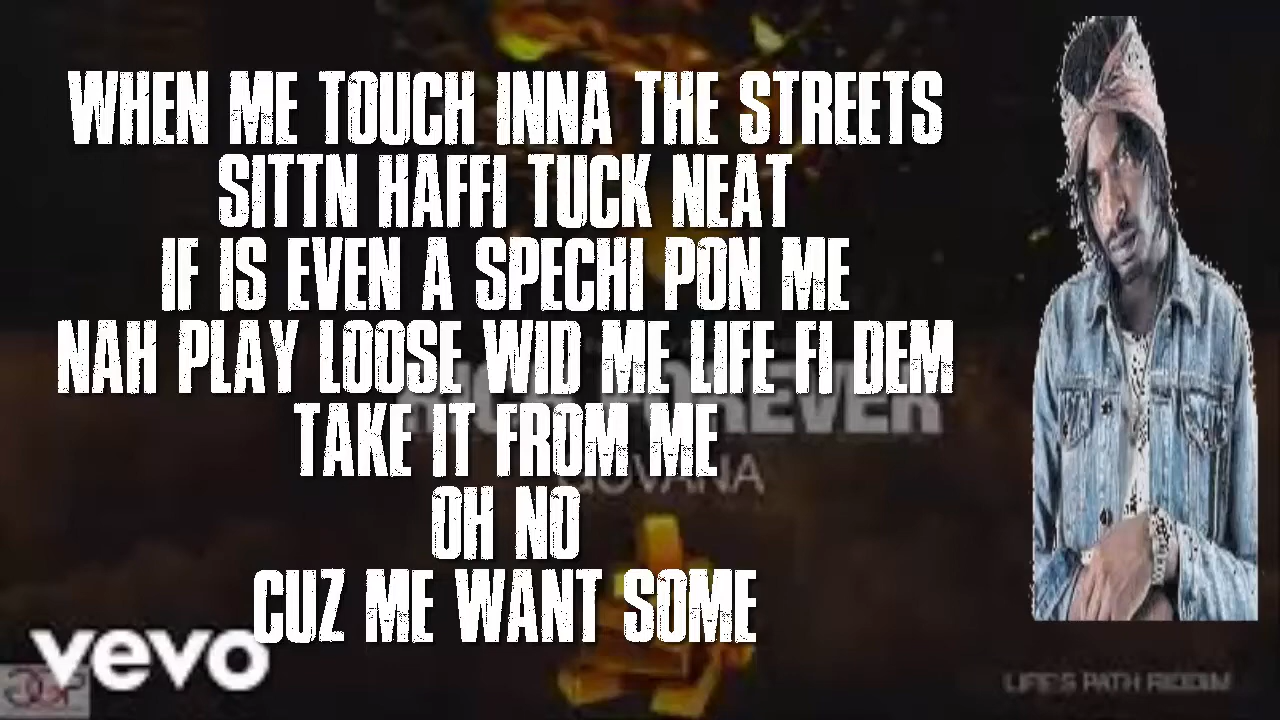 WHEN ME TOUCH INNA THE STREETS
SITTN HAFFI TUCK NEAT
IF IS EVEN A SPECHI PON ME
NAH PLAY LOOSE WID ME LIFE FI DEM
FOREVER
TAKE IT FROM ME
GOVANA
OH NO
CUZ ME WANT SOME
vevo
LIFE'S PATH RIDDIM